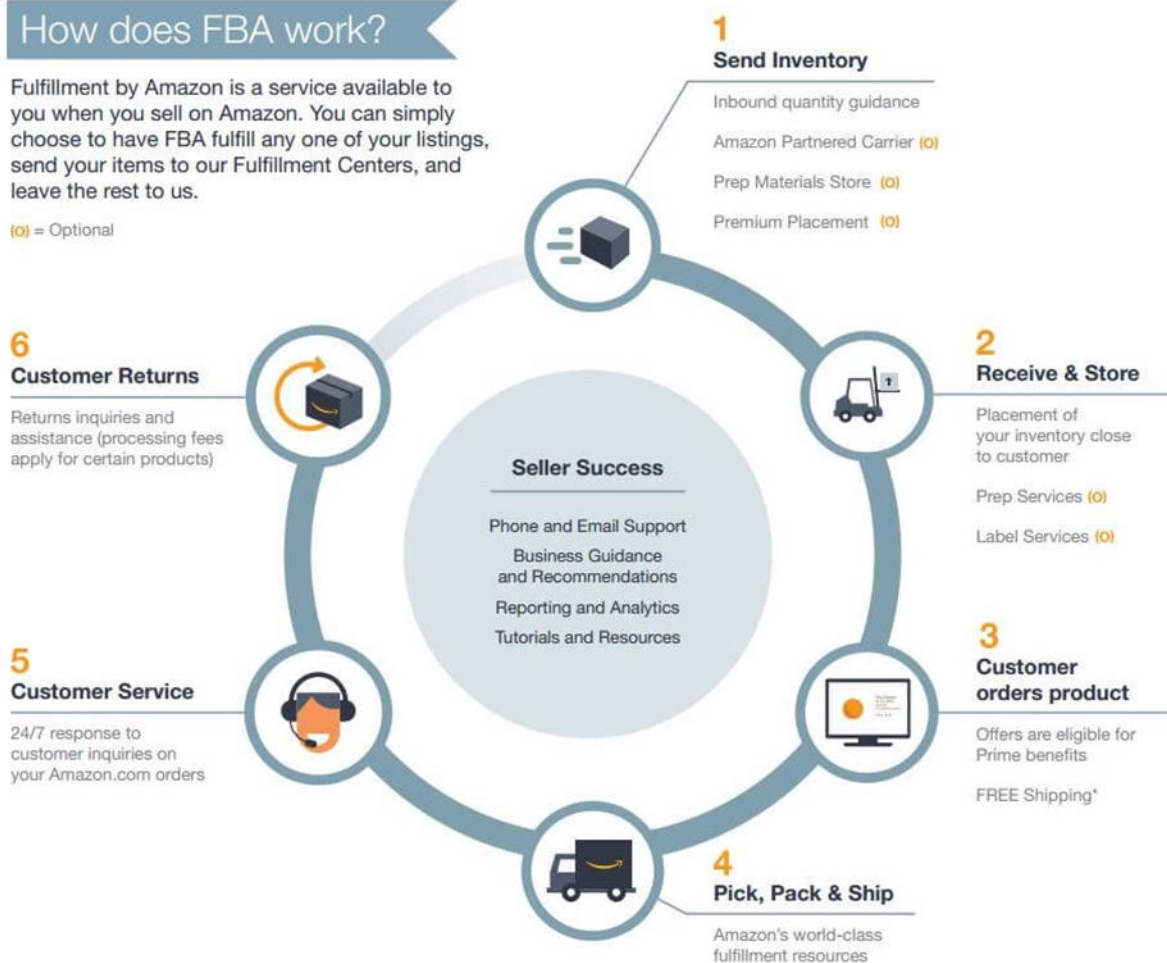 How does FBA work?
Fulfillment by Amazon is a service available to
you when you sell on Amazon. You can simply
choose to have FBA fulfill any one of your listings,
send your items to our Fulfillment Centers, and
leave the rest to us.
(O) = Optional
1
Send Inventory
Inbound quantity guidance
Amazon Partnered Carrier (O)
Prep Materials Store (O)
Premium Placement (O)
2
Receive & Store
Placement of
your inventory close
to customer
Prep Services (O)
Label Services (O)
3
Customer
orders product
Offers are eligible for
Prime benefits
FREE Shipping*
4
Pick, Pack & Ship
Amazon's world-class
fulfillment resources
5
Customer Service
24/7 response to
customer inquiries on
your Amazon.com orders
6
Customer Returns
Returns inquiries and
assistance (processing fees
apply for certain products)
Seller Success
Phone and Email Support
Business Guidance
and Recommendations
Reporting and Analytics
Tutorials and Resources